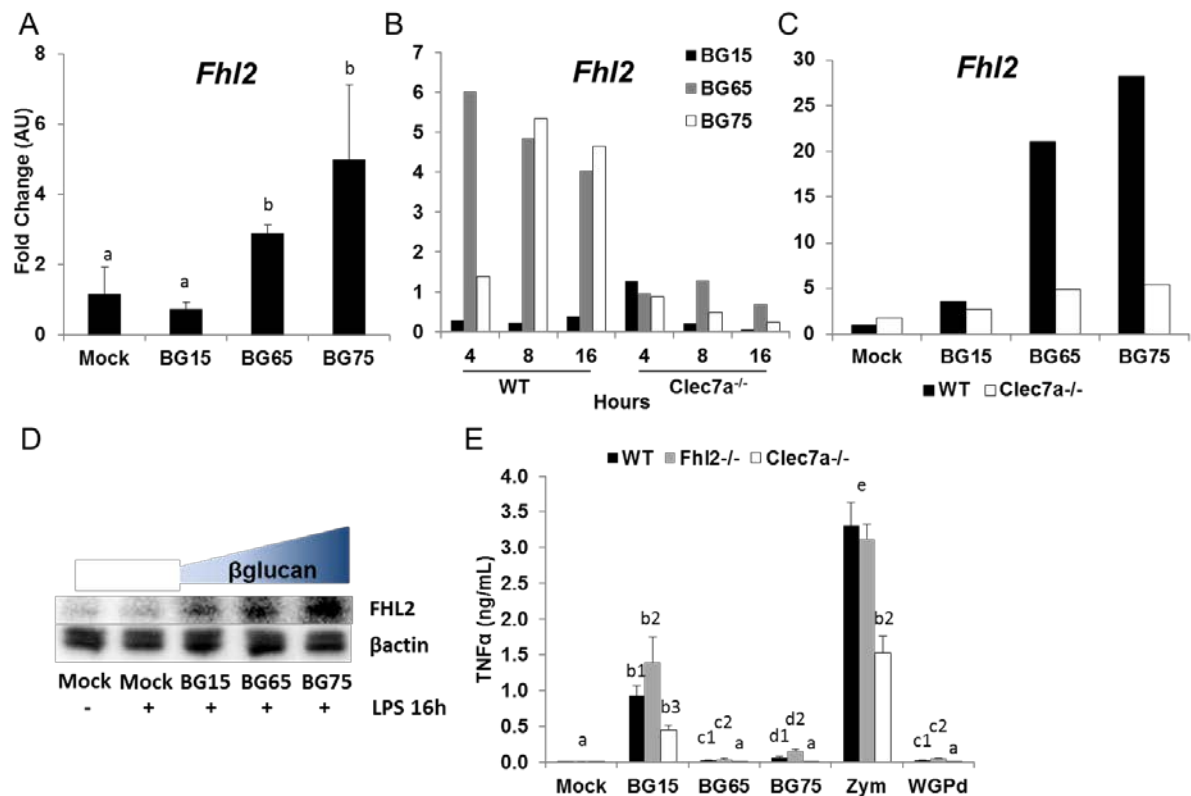 A
Fhl2
Fold Change (AU)
8
6
4
2
0
a
a
b
b
Mock BG15 BG65 BG75
B
Fhl2
BG15
BG65
BG75
7
6
5
4
3
2
1
0
4 8 16 4 8 16
WT Clec7a-/-
Hours
C
Fhl2
30
25
20
15
10
5
0
Mock BG15 BG65 BG75
WT Clec7a-/-
D
βglucan
FHL2
βactin
Mock Mock BG15 BG65 BG75
- + + + + LPS 16h
E
WT Fhl2-/- Clec7a-/-
TNFα (ng/mL)
4.0
3.5
3.0
2.5
2.0
1.5
1.0
0.5
0.0
a
b1 b2 b3
c1 c2 a
d1 d2 a
e b2
c1 c2 a
Mock BG15 BG65 BG75 Zym WGPd